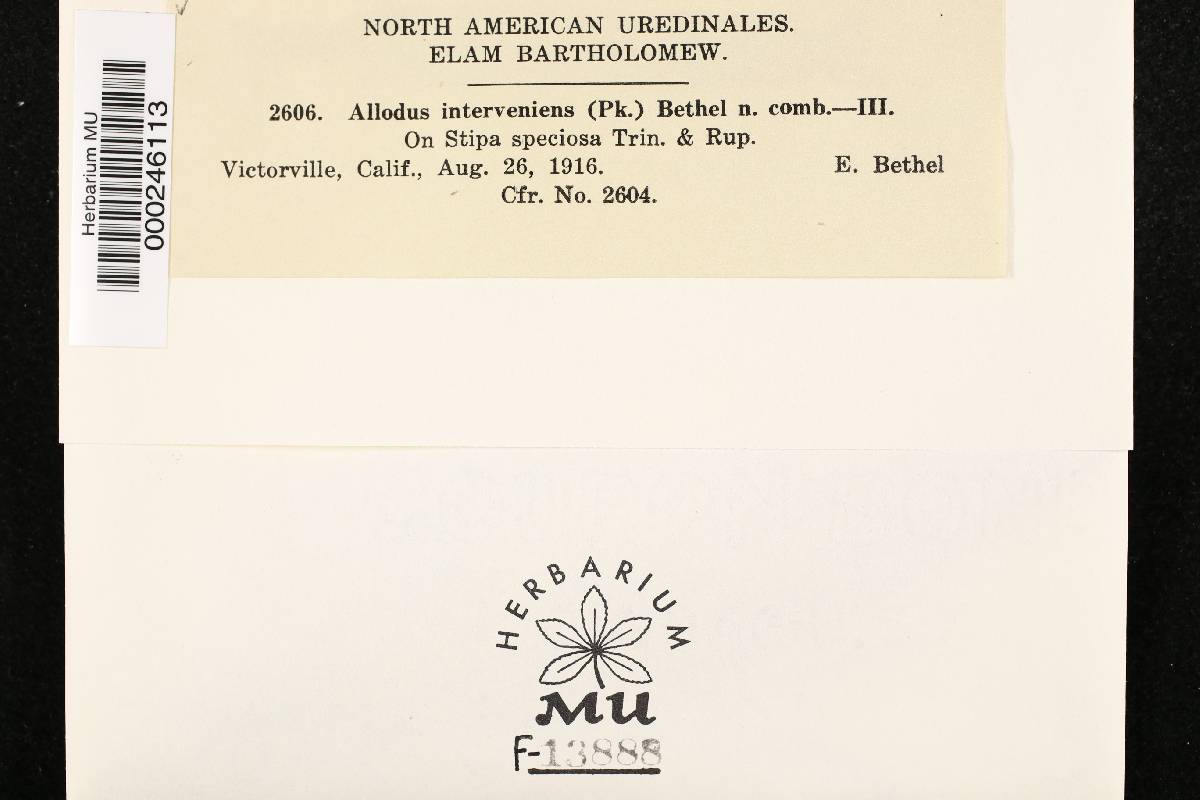 NORTH AMERICAN UREDINALES.
ELAM BARTHOLOMEW.
2606. Allodus interveniens (Pk.) Bethel n. comb.—III.
On Stipa speciosa Trin. & Rup.
Victorville, Calif., Aug. 26, 1916. E. Bethel
Cfr. No. 2604.
Herbarium MU
000246113
HERBARIUM
MU
F-13888